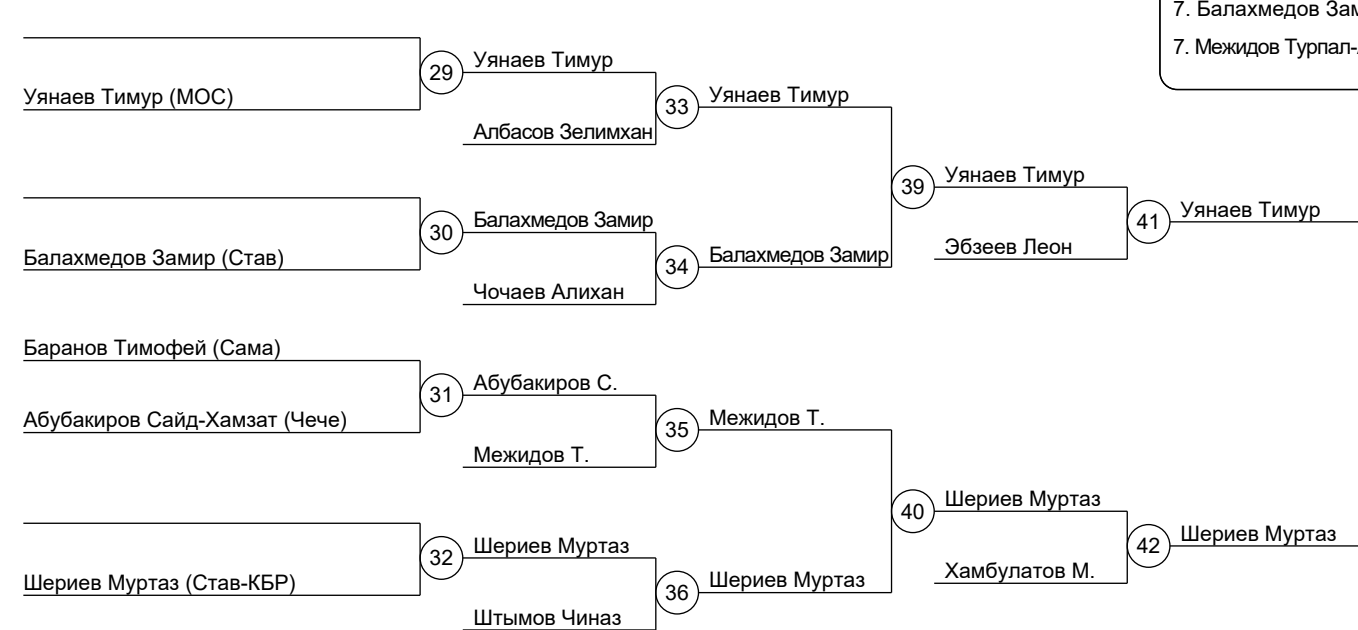 7. Балахмедов Зам
7. Межидов Турпал-
Уянаев Тимур (МОС)
29
Уянаев Тимур
Албасов Зелимхан
33
Уянаев Тимур
Балахмедов Замир (Став)
30
Балахмедов Замир
Чочаев Алихан
34
Балахмедов Замир
39
Уянаев Тимур
Эбзеев Леон
41
Уянаев Тимур
Баранов Тимофей (Сама)
Абубакиров Сайд-Хамзат (Чече)
31
Абубакиров С.
Межидов Т.
35
Межидов Т.
Шериев Муртаз (Став-КБР)
32
Шериев Муртаз
Штымов Чиназ
36
Шериев Муртаз
40
Шериев Муртаз
Хамбулатов М.
42
Шериев Муртаз